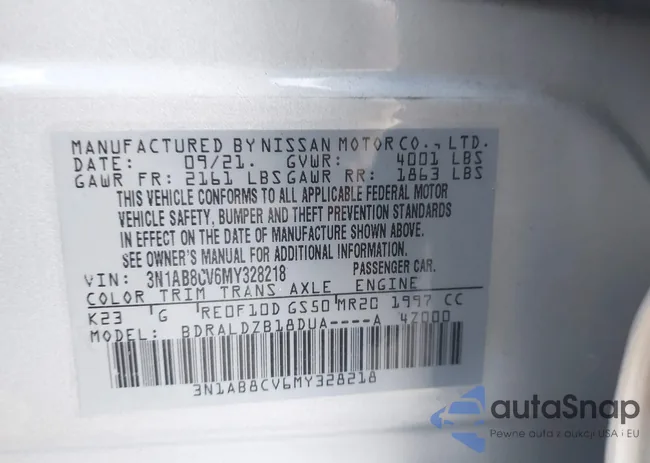 MANUFACTURED BY NISSAN MOTOR CO., LTD.
DATE: 09/21. GVWR: 4001 LBS
GAWR FR: 2161 LBS GAWR RR: 1863 LBS
THIS VEHICLE CONFORMS TO ALL APPLICABLE FEDERAL MOTOR
VEHICLE SAFETY, BUMPER AND THEFT PREVENTION STANDARDS
IN EFFECT ON THE DATE OF MANUFACTURE SHOWN ABOVE.
SEE OWNER'S MANUAL FOR ADDITIONAL INFORMATION.
VIN: 3N1AB8CV6MY328218 PASSENGER CAR.
COLOR TRIM TRANS AXLE ENGINE
K23 G RE0F10D GS50 MR20 1997 CC
MODEL: BDRALDZB18DUA----A 4Z000
3N1AB8CV6MY328218
autaSnap
Pewne auta z aukcji USA i EU